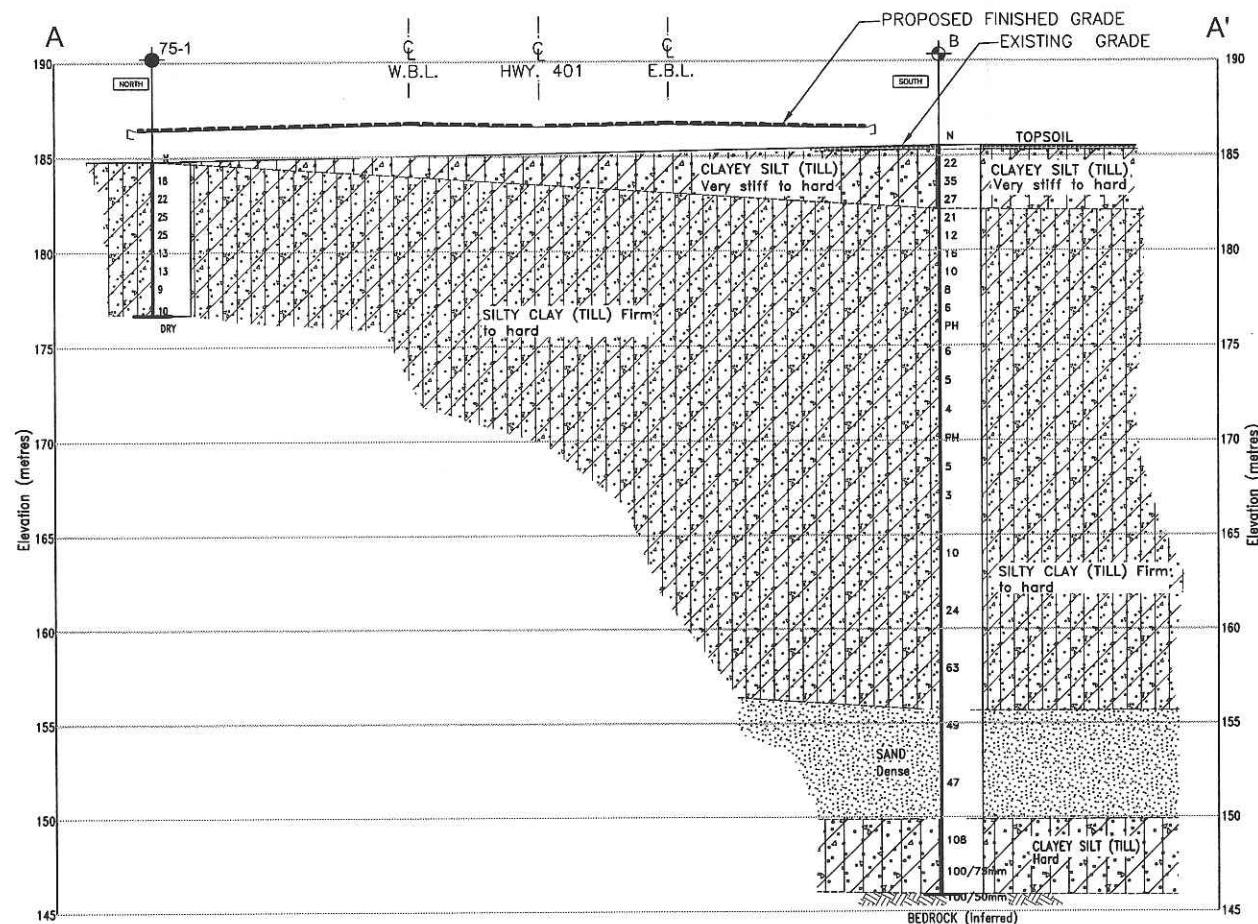 A
75-1
℄
W.B.L.
℄
HWY. 401
℄
E.B.L.
B
PROPOSED FINISHED GRADE
EXISTING GRADE
A'
190
190
NORTH
SOUTH
N
TOPSOIL
185
185
CLAYEY SILT (TILL)
Very stiff to hard
CLAYEY SILT (TILL)
Very stiff to hard
22
35
27
21
12
10
8
6
PH
6
5
4
PH
5
3
10
24
63
49
47
108
100/75mm
100/50mm
22
25
25
13
13
9
10
DRY
180
180
SILTY CLAY (TILL) Firm
to hard
175
175
170
170
Elevation (metres)
Elevation (metres)
165
165
SILTY CLAY (TILL) Firm
to hard
160
160
155
155
SAND
Dense
150
150
CLAYEY SILT (TILL)
Hard
145
145
BEDROCK (Inferred)